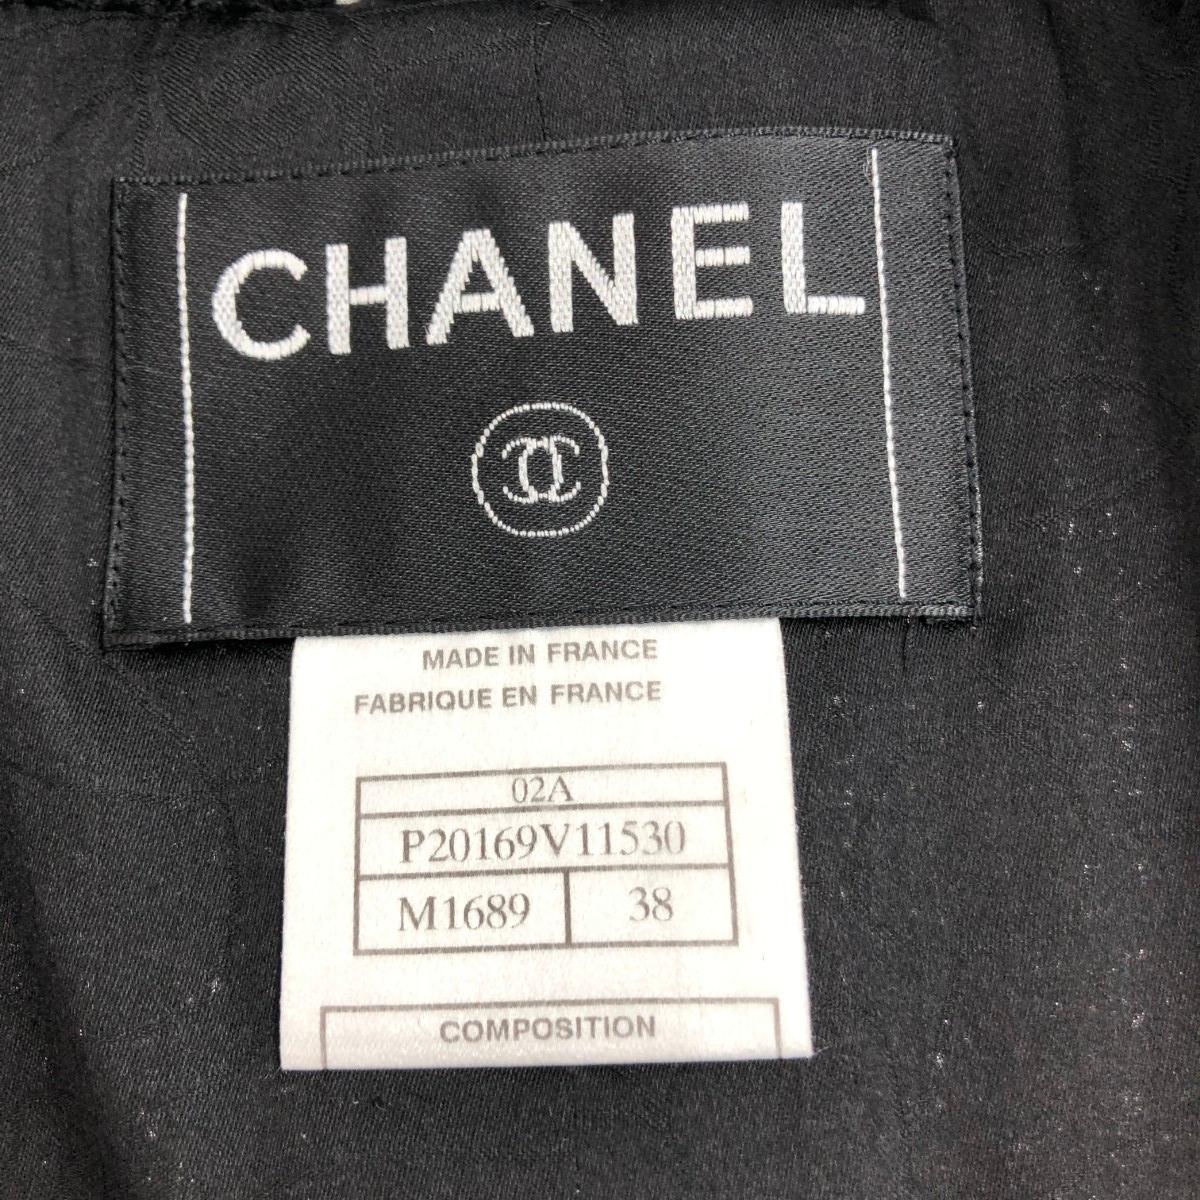 CHANEL
MADE IN FRANCE
FABRIQUE EN FRANCE
02A
P20169V11530
M1689 38
COMPOSITION